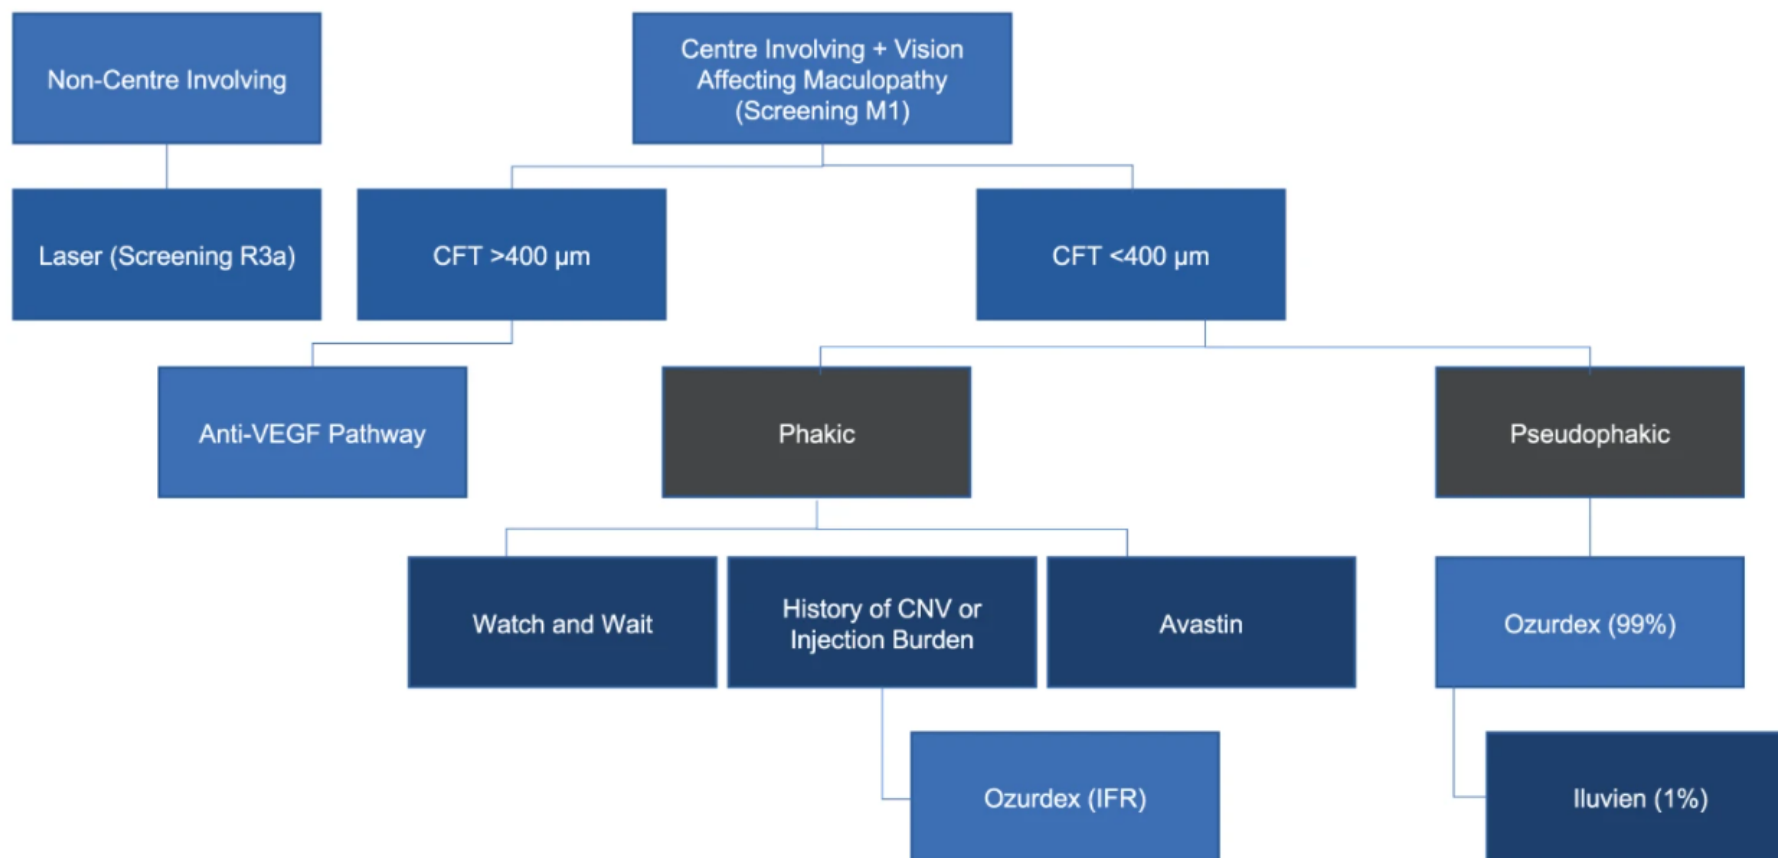 Non-Centre Involving
Centre Involving + Vision
Affecting Maculopathy
(Screening M1)
Laser (Screening R3a)
CFT >400 µm
CFT <400 µm
Anti-VEGF Pathway
Phakic
Pseudophakic
Watch and Wait
History of CNV or
Injection Burden
Avastin
Ozurdex (99%)
Ozurdex (IFR)
Iluvien (1%)